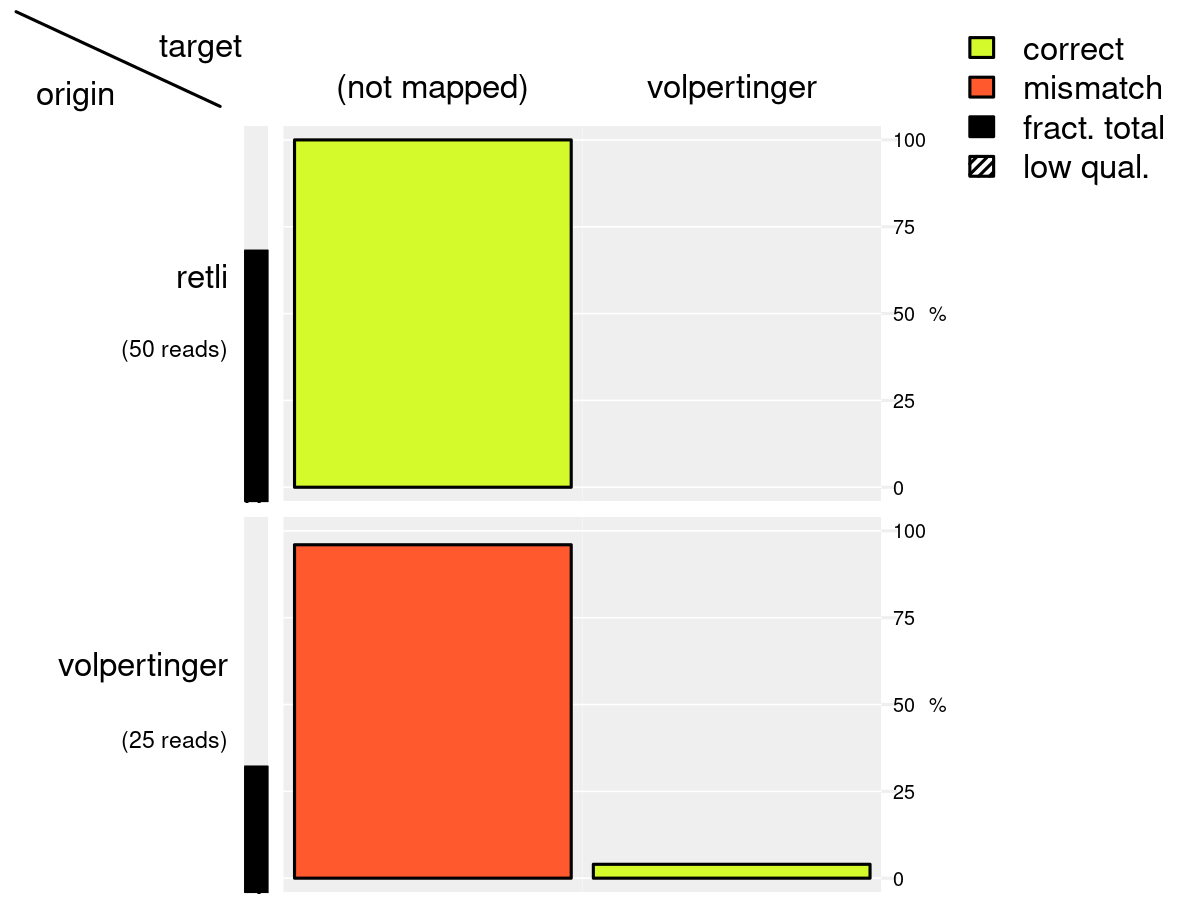 target
origin
(not mapped) volpertinger
correct
mismatch
fract. total
low qual.
retli
(50 reads)
100
75
50 %
25
0
volpertinger
(25 reads)
100
75
50 %
25
0